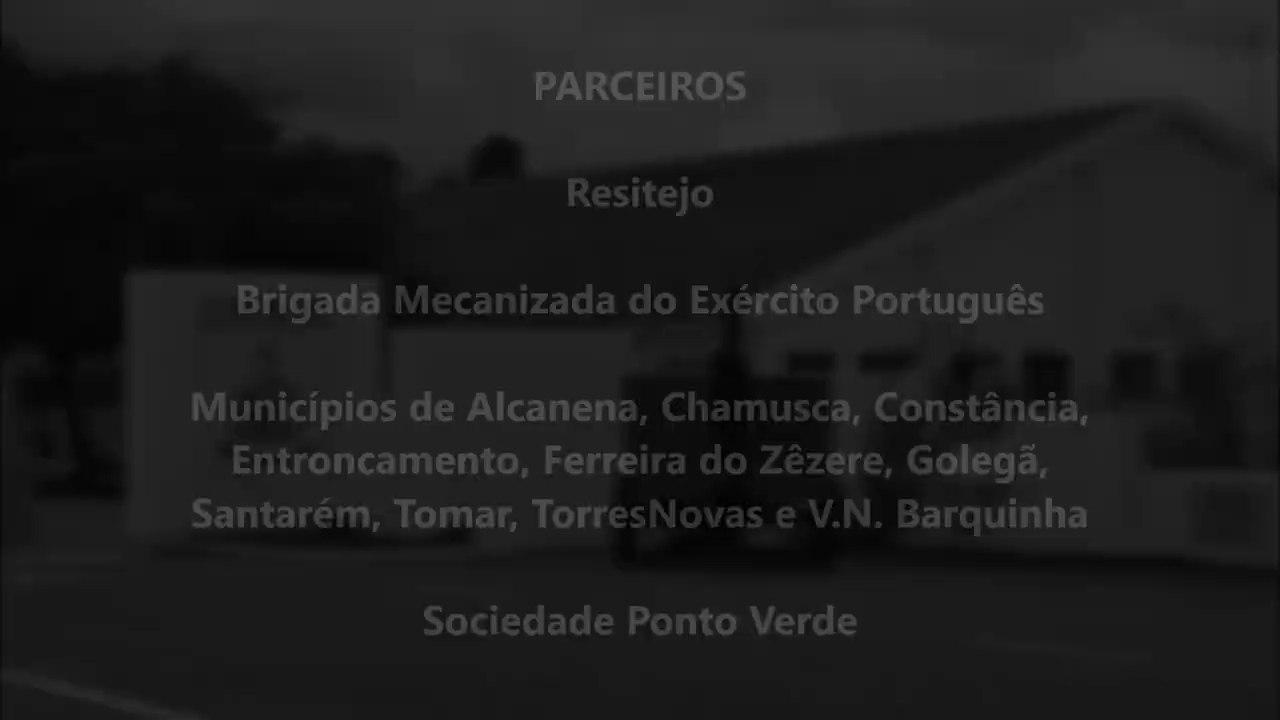 PARCEIROS
Resitejo
Brigada Mecanizada do Exército Português
Municípios de Alcanena, Chamusca, Constância,
Entroncamento, Ferreira do Zêzere, Golegã,
Santarém, Tomar, TorresNovas e V.N. Barquinha
Sociedade Ponto Verde